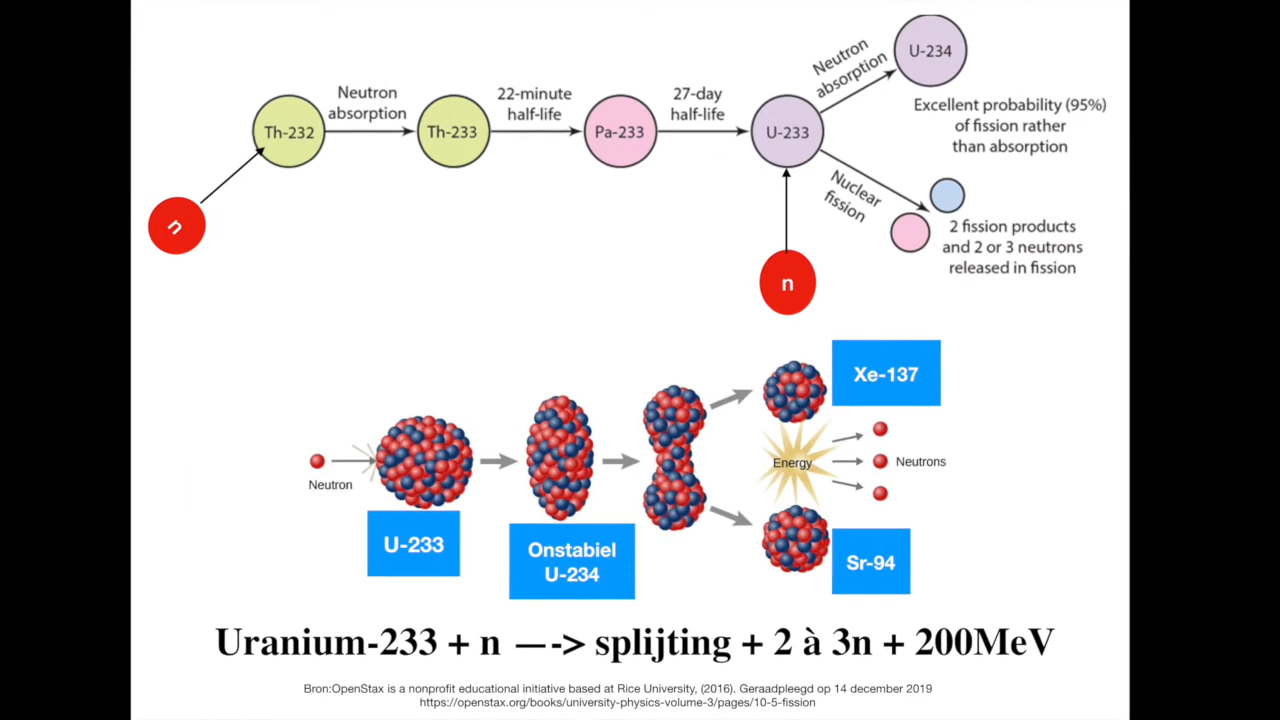 U-234
Neutron
absorption
Neutron
absorption
22-minute
half-life
27-day
half-life
Th-232
Th-233
Pa-233
U-233
Excellent probability (95%)
of fission rather
than absorption
Nuclear
fission
n
2 fission products
and 2 or 3 neutrons
released in fission
n
Xe-137
Neutron
Energy
Neutrons
U-233
Onstabiel
U-234
Sr-94
Uranium-233 + n —-> splijting + 2 à 3n + 200MeV
Bron:OpenStax is a nonprofit educational initiative based at Rice University, (2016). Geraadpleegd op 14 december 2019
https://openstax.org/books/university-physics-volume-3/pages/10-5-fission